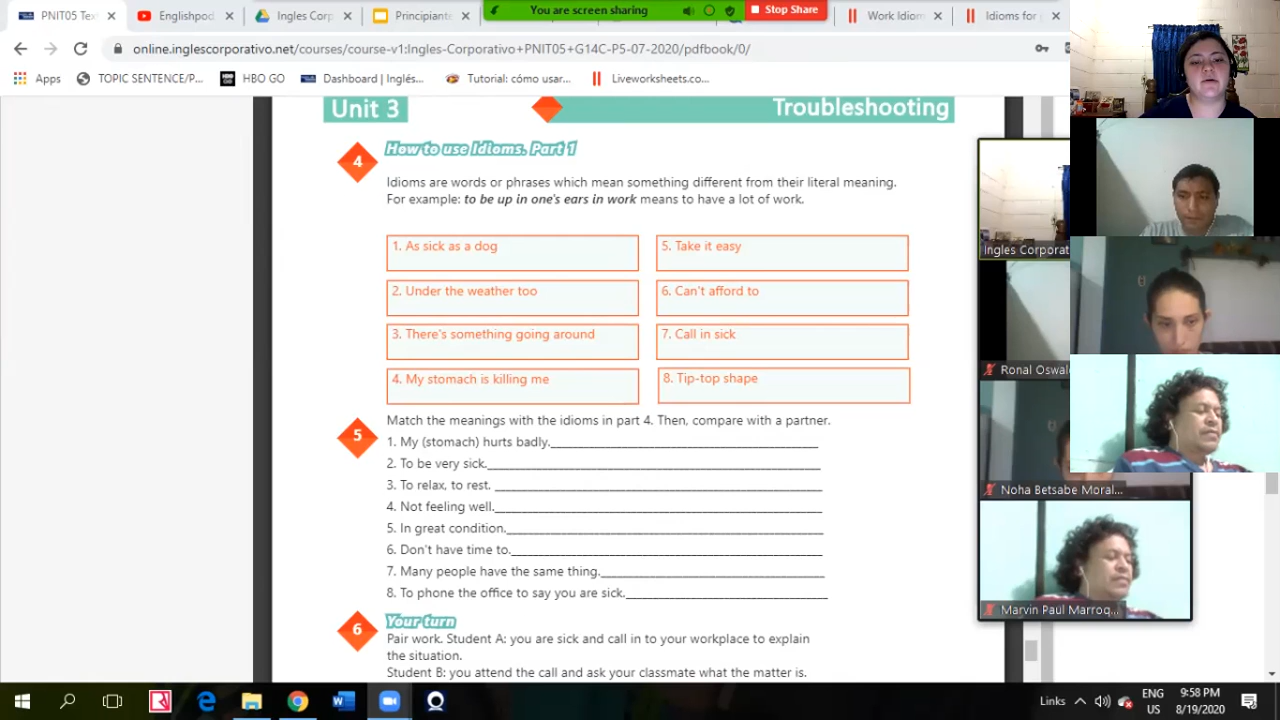 PNIT05 Tex
Englishpod
Ingles Corp
Principiante
You are screen sharing
Stop Share
Work Idiom
Idioms for
online.inglescorporativo.net/courses/course-v1:Ingles-Corporativo+PNIT05+G14C-P5-07-2020/pdfbook/0/
Apps
TOPIC SENTENCE/P...
HBO GO
Dashboard | Inglés...
Tutorial: cómo usar...
Liveworksheets.co...
Unit 3
Troubleshooting
4
How to use Idioms. Part 1
Idioms are words or phrases which mean something different from their literal meaning.
For example: to be up in one's ears in work means to have a lot of work.
1. As sick as a dog
5. Take it easy
2. Under the weather too
6. Can't afford to
3. There's something going around
7. Call in sick
4. My stomach is killing me
8. Tip-top shape
5
Match the meanings with the idioms in part 4. Then, compare with a partner.
1. My (stomach) hurts badly.
2. To be very sick.
3. To relax, to rest.
4. Not feeling well.
5. In great condition.
6. Don't have time to.
7. Many people have the same thing.
8. To phone the office to say you are sick.
6
Your turn
Pair work. Student A: you are sick and call in to your workplace to explain
the situation.
Student B: you attend the call and ask your classmate what the matter is.
Ingles Corporat
Ronal Oswal
Noha Betsabe Moral...
Marvin Paul Marroq...
Links
ENG
US
9:58 PM
8/19/2020